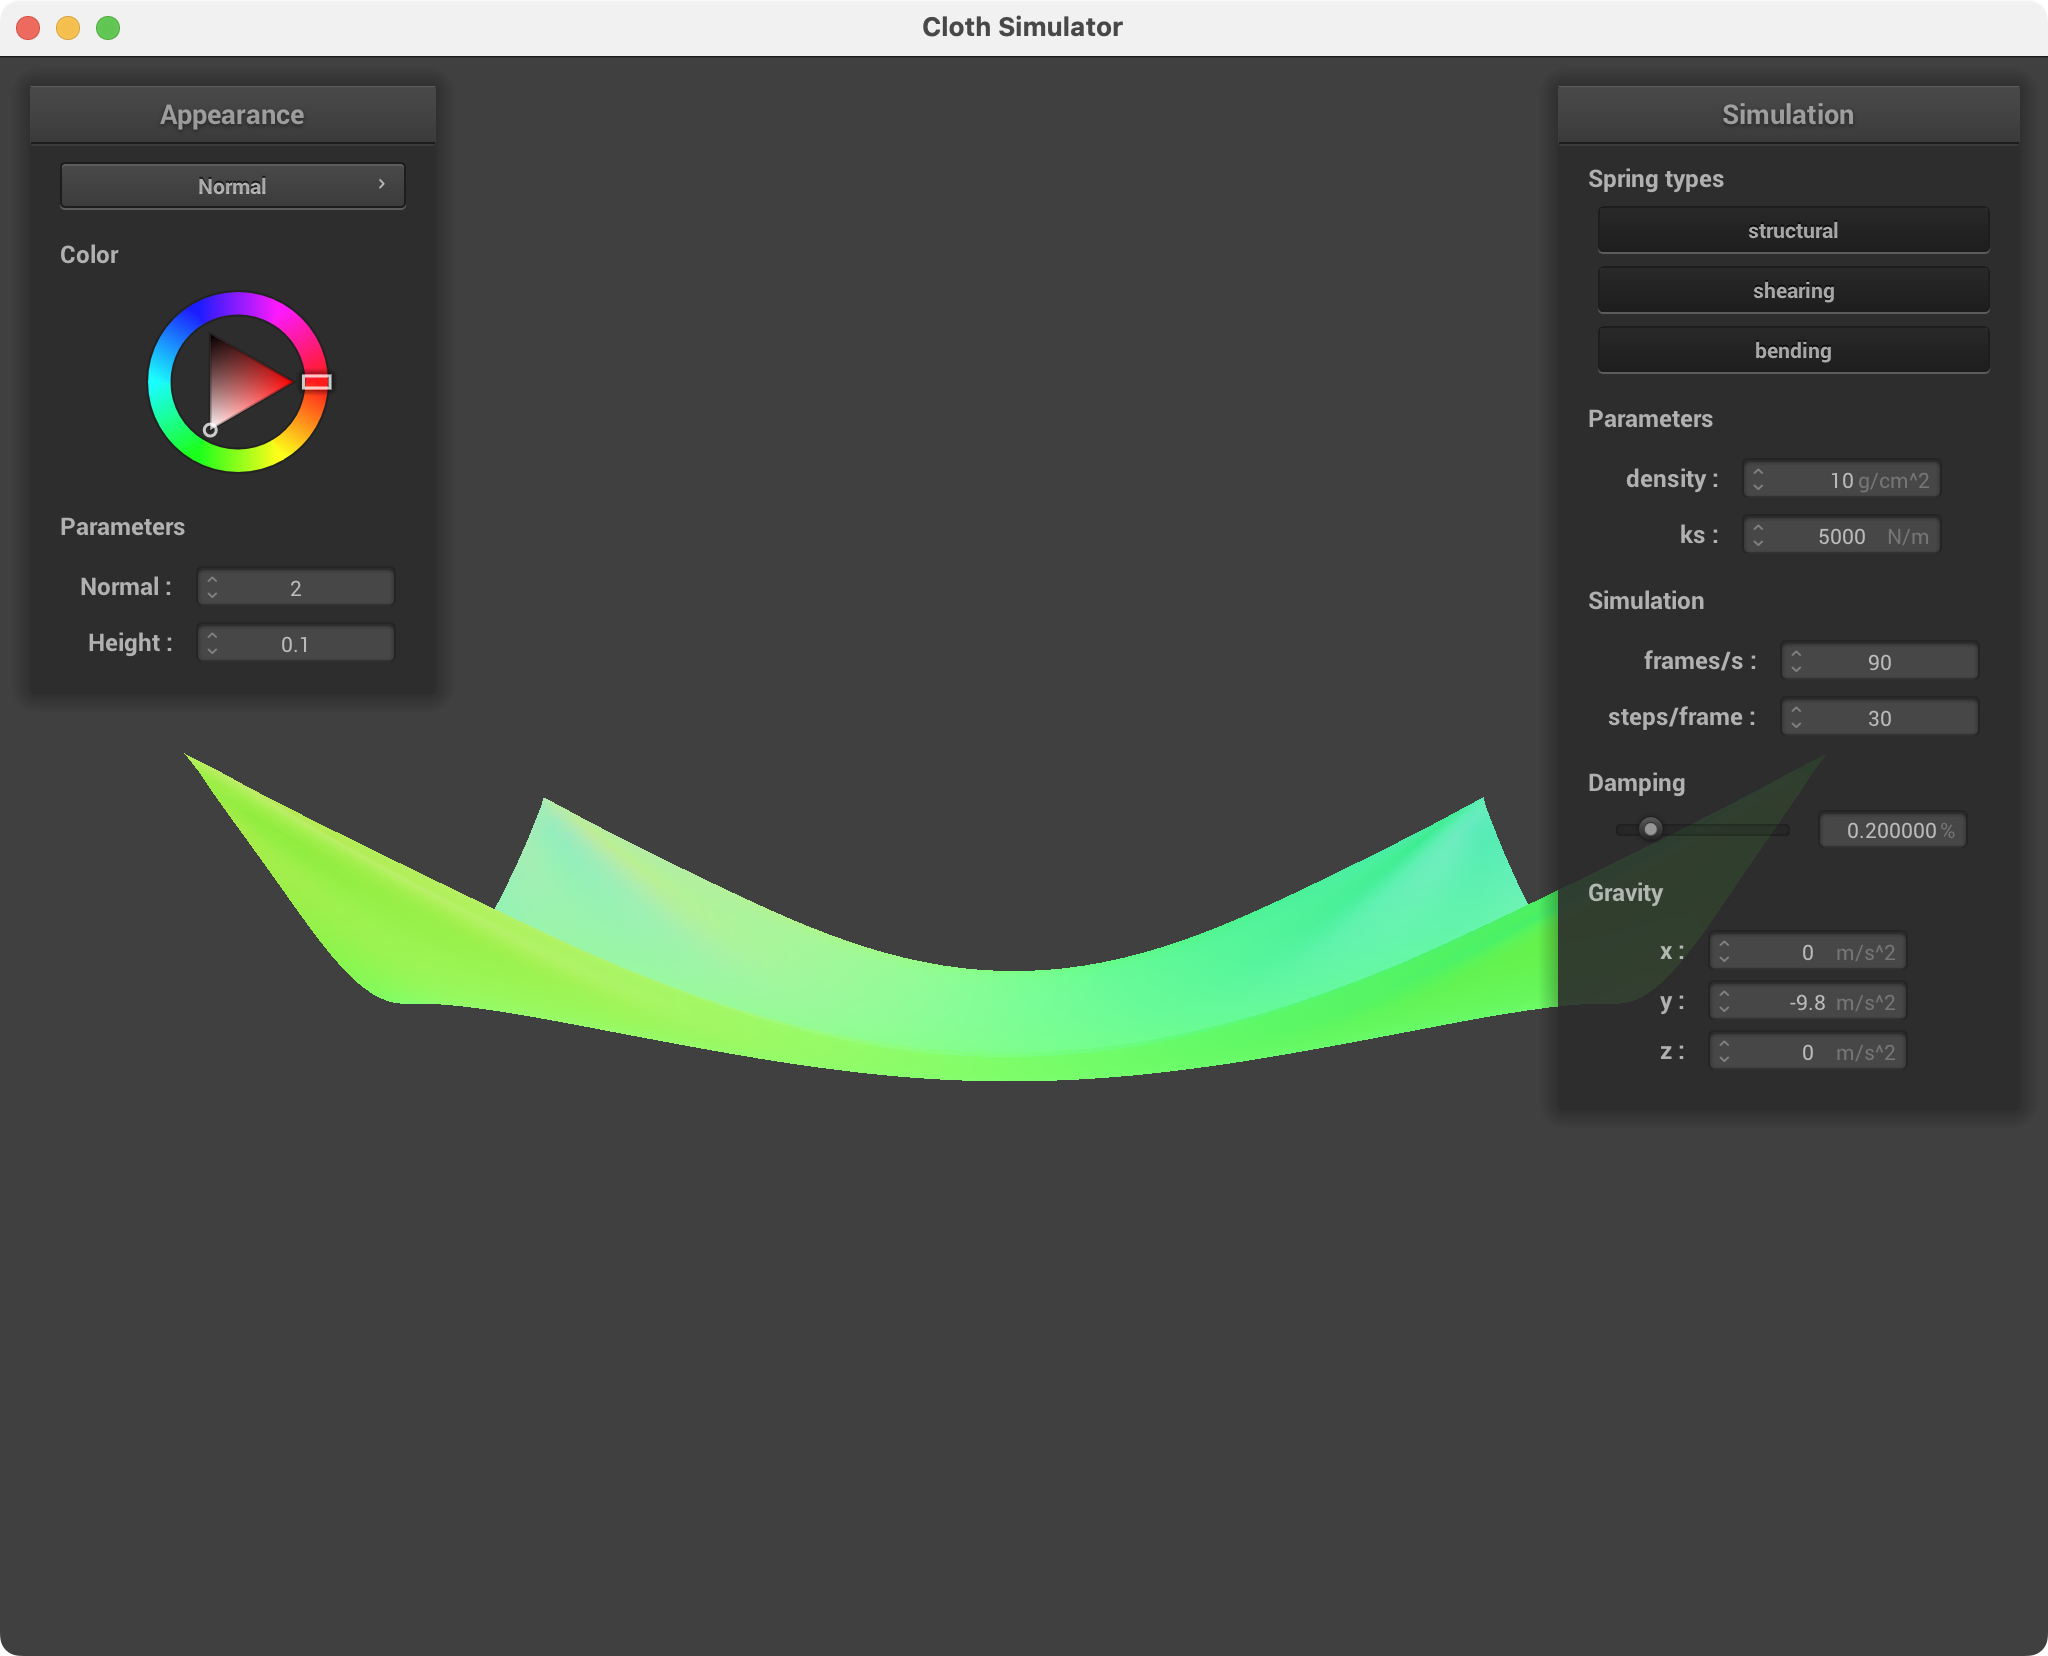 Cloth Simulator
Appearance
Normal
Color
Parameters
Normal : 2
Height : 0.1
Simulation
Spring types
structural
shearing
bending
Parameters
density : 10 g/cm^2
ks : 5000 N/m
Simulation
frames/s : 90
steps/frame : 30
Damping
0.200000 %
Gravity
x : 0 m/s^2
y : -9.8 m/s^2
z : 0 m/s^2